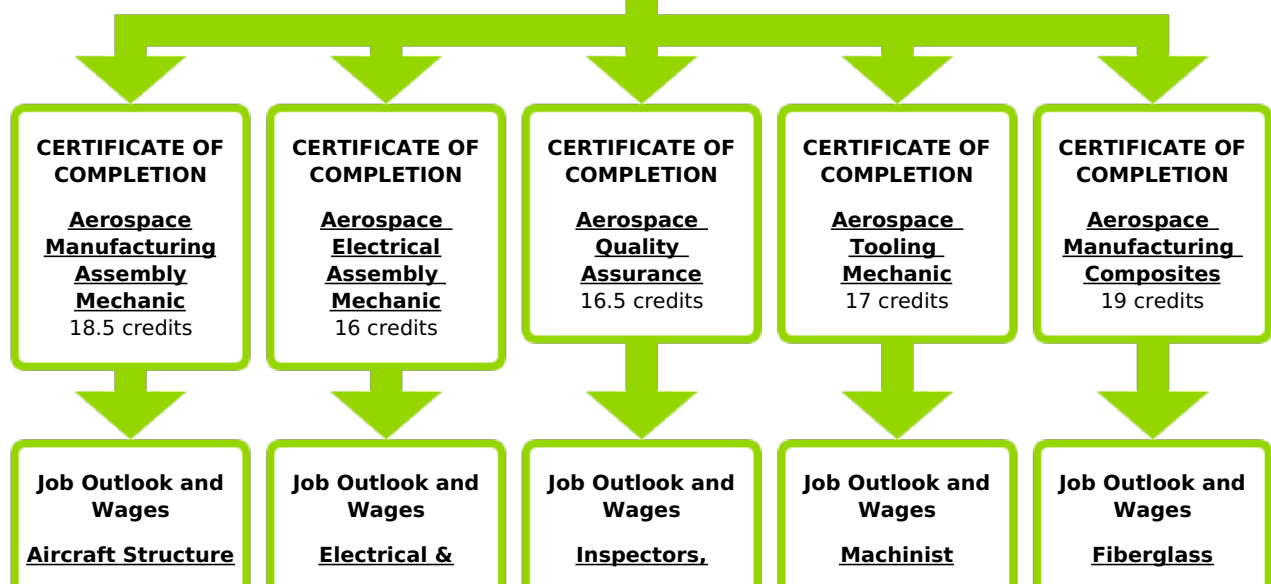 CERTIFICATE OF
COMPLETION
Aerospace
Manufacturing
Assembly
Mechanic
18.5 credits
CERTIFICATE OF
COMPLETION
Aerospace
Electrical
Assembly
Mechanic
16 credits
CERTIFICATE OF
COMPLETION
Aerospace
Quality
Assurance
16.5 credits
CERTIFICATE OF
COMPLETION
Aerospace
Tooling
Mechanic
17 credits
CERTIFICATE OF
COMPLETION
Aerospace
Manufacturing
Composites
19 credits
Job Outlook and
Wages
Aircraft Structure
Job Outlook and
Wages
Electrical &
Job Outlook and
Wages
Inspectors,
Job Outlook and
Wages
Machinist
Job Outlook and
Wages
Fiberglass